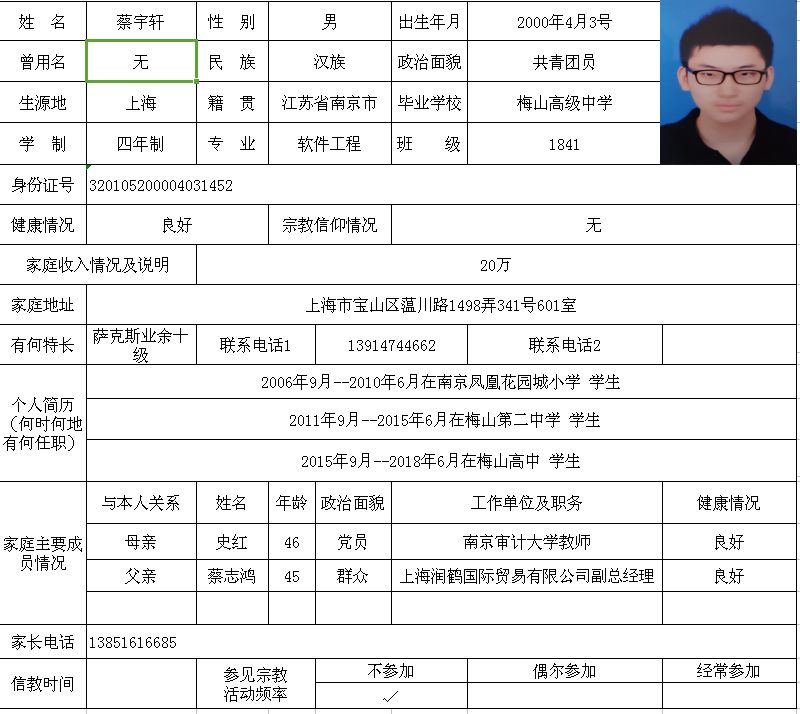 姓 名 蔡宇轩 性 别 男 出生年月 2000年4月3号
曾用名 无 民 族 汉族 政治面貌 共青团员
生源地 上海 籍 贯 江苏省南京市 毕业学校 梅山高级中学
学 制 四年制 专 业 软件工程 班 级 1841
身份证号 320105200004031452
健康情况 良好 宗教信仰情况 无
家庭收入情况及说明 20万
家庭地址 上海市宝山区蕰川路1498弄341号601室
有何特长 萨克斯业余十
级 联系电话1 13914744662 联系电话2
个人简历
（何时何地
有何任职）
2006年9月--2010年6月在南京凤凰花园城小学 学生
2011年9月--2015年6月在梅山第二中学 学生
2015年9月--2018年6月在梅山高中 学生
家庭主要成
员情况
与本人关系 姓名 年龄 政治面貌 工作单位及职务 健康情况
母亲 史红 46 党员 南京审计大学教师 良好
父亲 蔡志鸿 45 群众 上海润鹤国际贸易有限公司副总经理 良好
家长电话 13851616685
信教时间 参见宗教
活动频率
不参加 偶尔参加 经常参加
✓